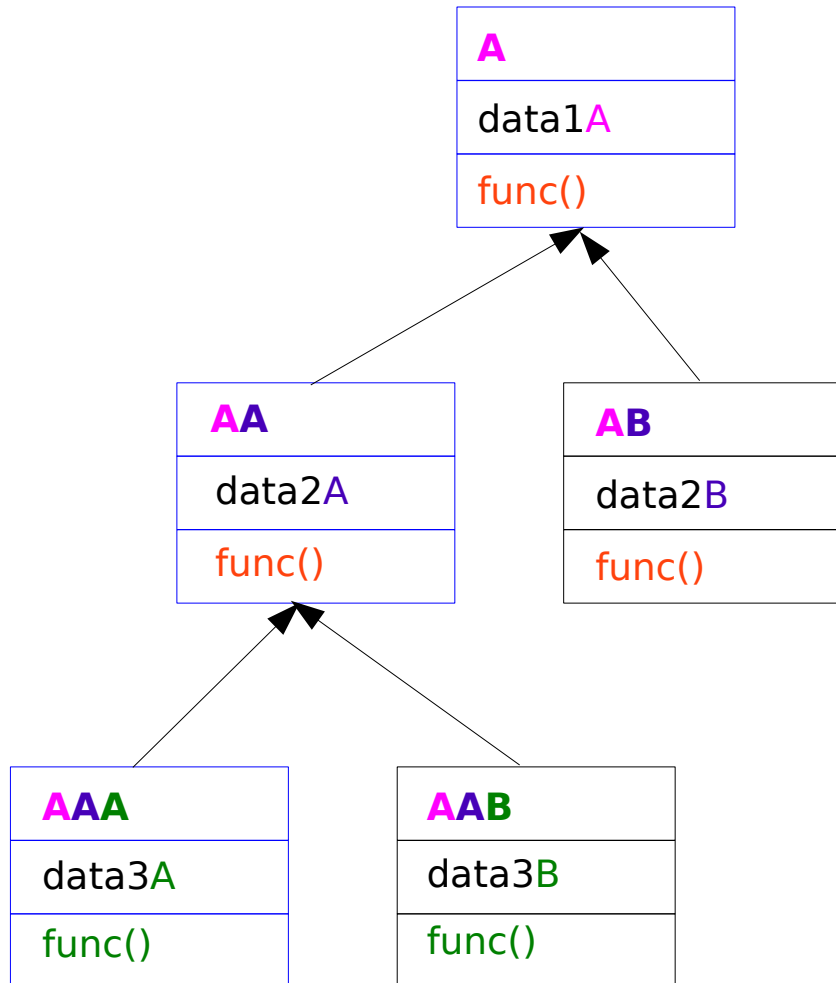 A
data1A
func()
AA
data2A
func()
AB
data2B
func()
AAA
data3A
func()
AAB
data3B
func()